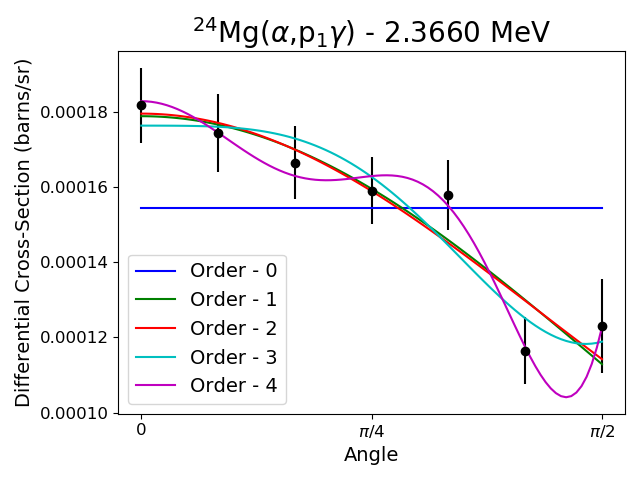 ²⁴Mg(α,p₁γ) - 2.3660 MeV
Differential Cross-Section (barns/sr)
0.00018
0.00016
0.00014
0.00012
0.00010
Order - 0
Order - 1
Order - 2
Order - 3
Order - 4
0 π/4 π/2
Angle